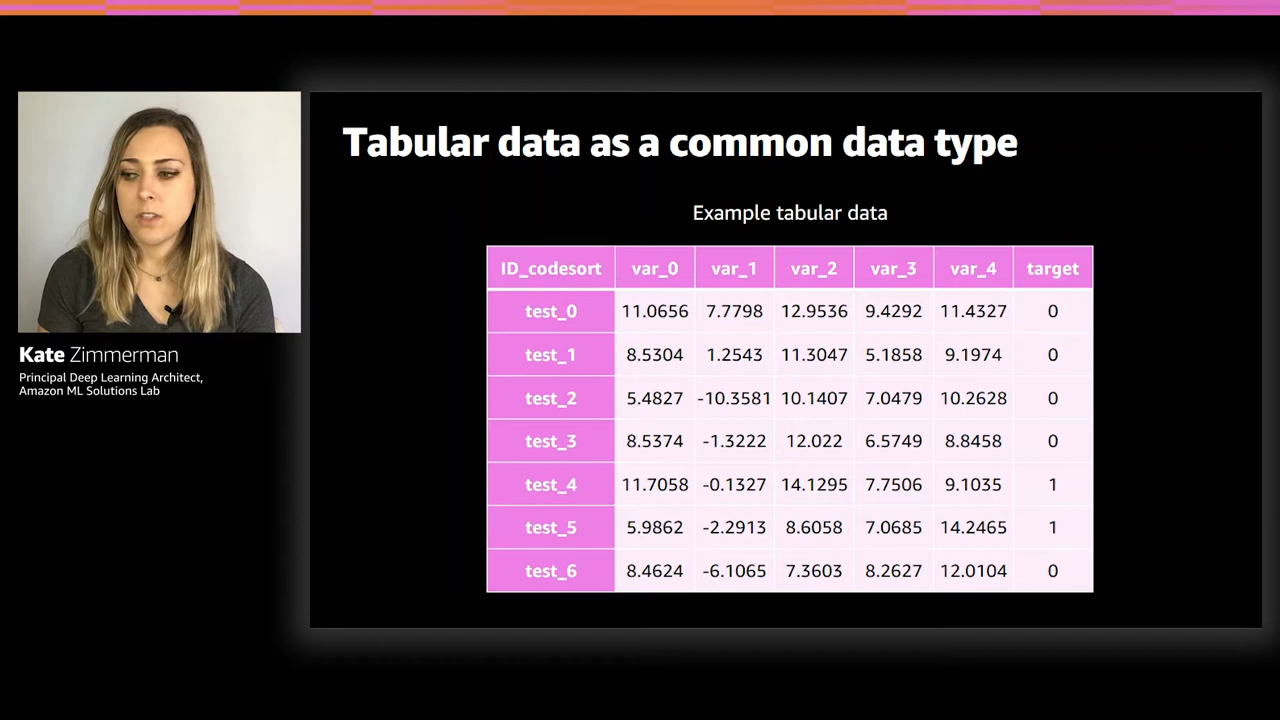 Tabular data as a common data type
Example tabular data
ID_codesort var_0 var_1 var_2 var_3 var_4 target
test_0 11.0656 7.7798 12.9536 9.4292 11.4327 0
test_1 8.5304 1.2543 11.3047 5.1858 9.1974 0
test_2 5.4827 -10.3581 10.1407 7.0479 10.2628 0
test_3 8.5374 -1.3222 12.022 6.5749 8.8458 0
test_4 11.7058 -0.1327 14.1295 7.7506 9.1035 1
test_5 5.9862 -2.2913 8.6058 7.0685 14.2465 1
test_6 8.4624 -6.1065 7.3603 8.2627 12.0104 0
Kate Zimmerman
Principal Deep Learning Architect,
Amazon ML Solutions Lab